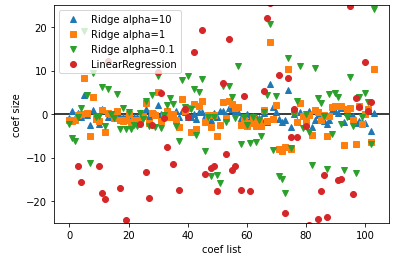 Ridge alpha=10
Ridge alpha=1
Ridge alpha=0.1
LinearRegression
20
10
0
−10
−20
coef size
0 20 40 60 80 100
coef list